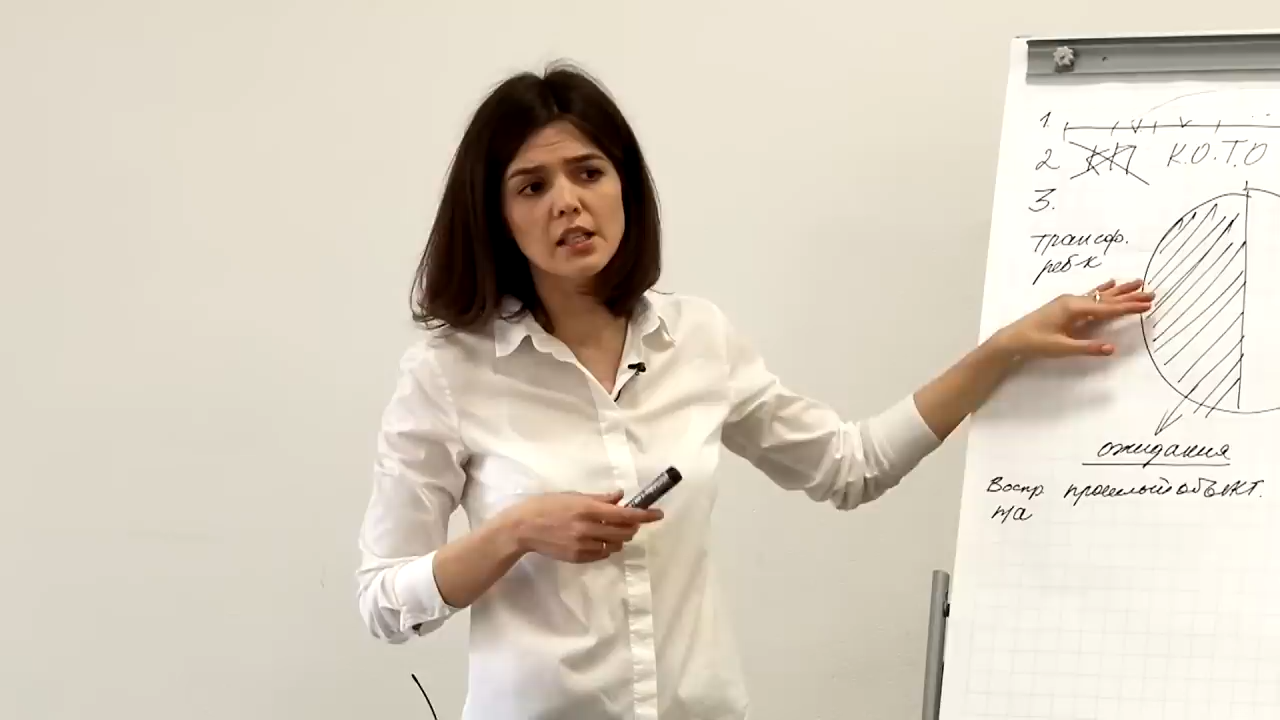 1.
2 К.О.Т.О
3.
трансф.
реб-к
ожидания
Воспр прошлый объект.